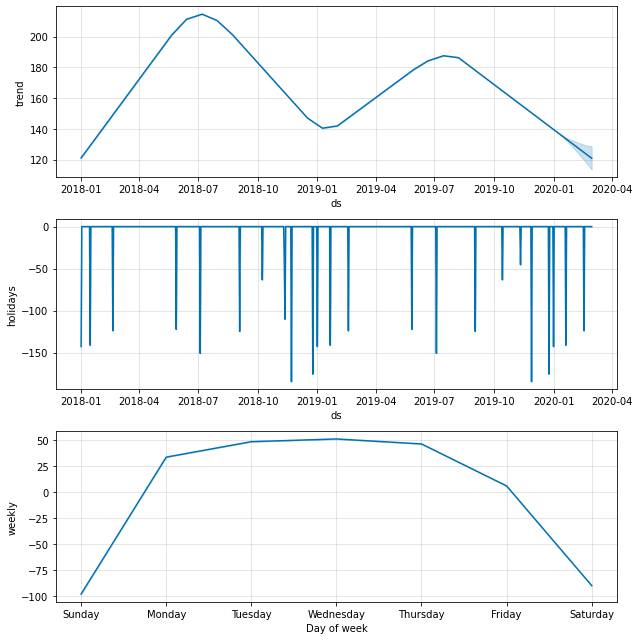 200
180
160
140
120
trend
2018-01 2018-04 2018-07 2018-10 2019-01 2019-04 2019-07 2019-10 2020-01 2020-04
ds
0
−50
−100
−150
holidays
2018-01 2018-04 2018-07 2018-10 2019-01 2019-04 2019-07 2019-10 2020-01 2020-04
ds
50
25
0
−25
−50
−75
−100
weekly
Sunday Monday Tuesday Wednesday Thursday Friday Saturday
Day of week